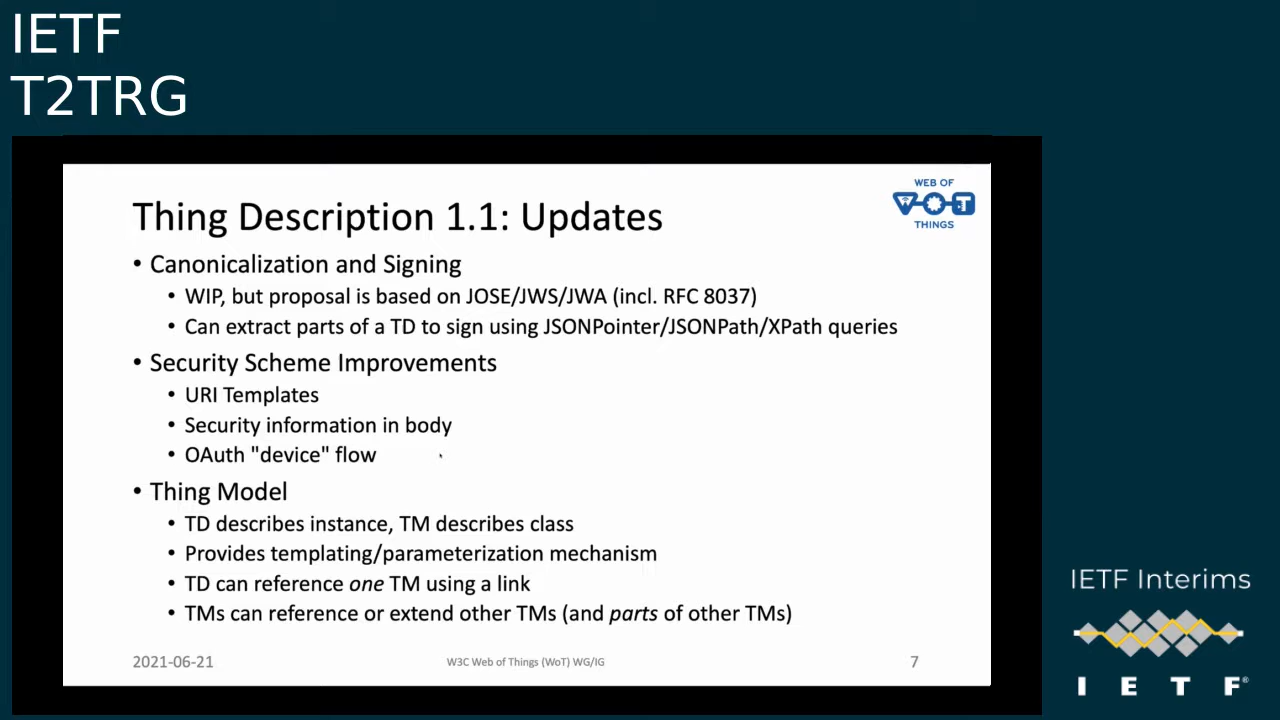 IETF
T2TRG
WEB OF
WOT
THINGS
Thing Description 1.1: Updates
• Canonicalization and Signing
• WIP, but proposal is based on JOSE/JWS/JWA (incl. RFC 8037)
• Can extract parts of a TD to sign using JSONPointer/JSONPath/XPath queries
• Security Scheme Improvements
• URI Templates
• Security information in body
• OAuth "device" flow
• Thing Model
• TD describes instance, TM describes class
• Provides templating/parameterization mechanism
• TD can reference one TM using a link
• TMs can reference or extend other TMs (and parts of other TMs)
2021-06-21
W3C Web of Things (WoT) WG/IG
7
IETF Interims
I E T F®